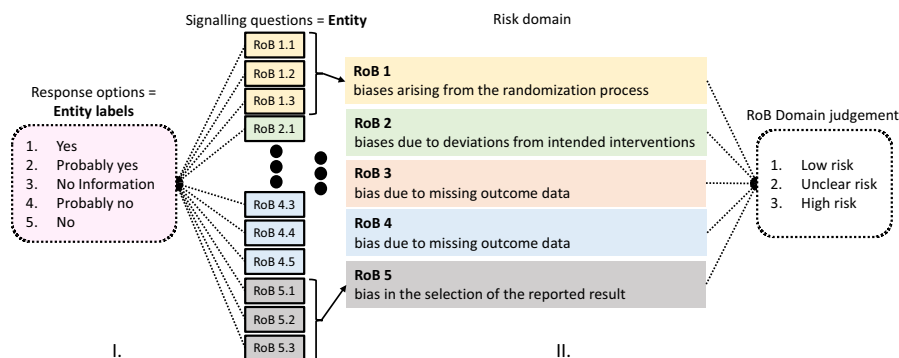 Signalling questions = Entity
Risk domain
RoB 1.1
RoB 1.2
RoB 1.3
RoB 2.1
RoB 4.3
RoB 4.4
RoB 4.5
RoB 5.1
RoB 5.2
RoB 5.3
Response options =
Entity labels
1. Yes
2. Probably yes
3. No Information
4. Probably no
5. No
RoB 1
biases arising from the randomization process
RoB 2
biases due to deviations from intended interventions
RoB 3
bias due to missing outcome data
RoB 4
bias due to missing outcome data
RoB 5
bias in the selection of the reported result
RoB Domain judgement
1. Low risk
2. Unclear risk
3. High risk
I.
II.